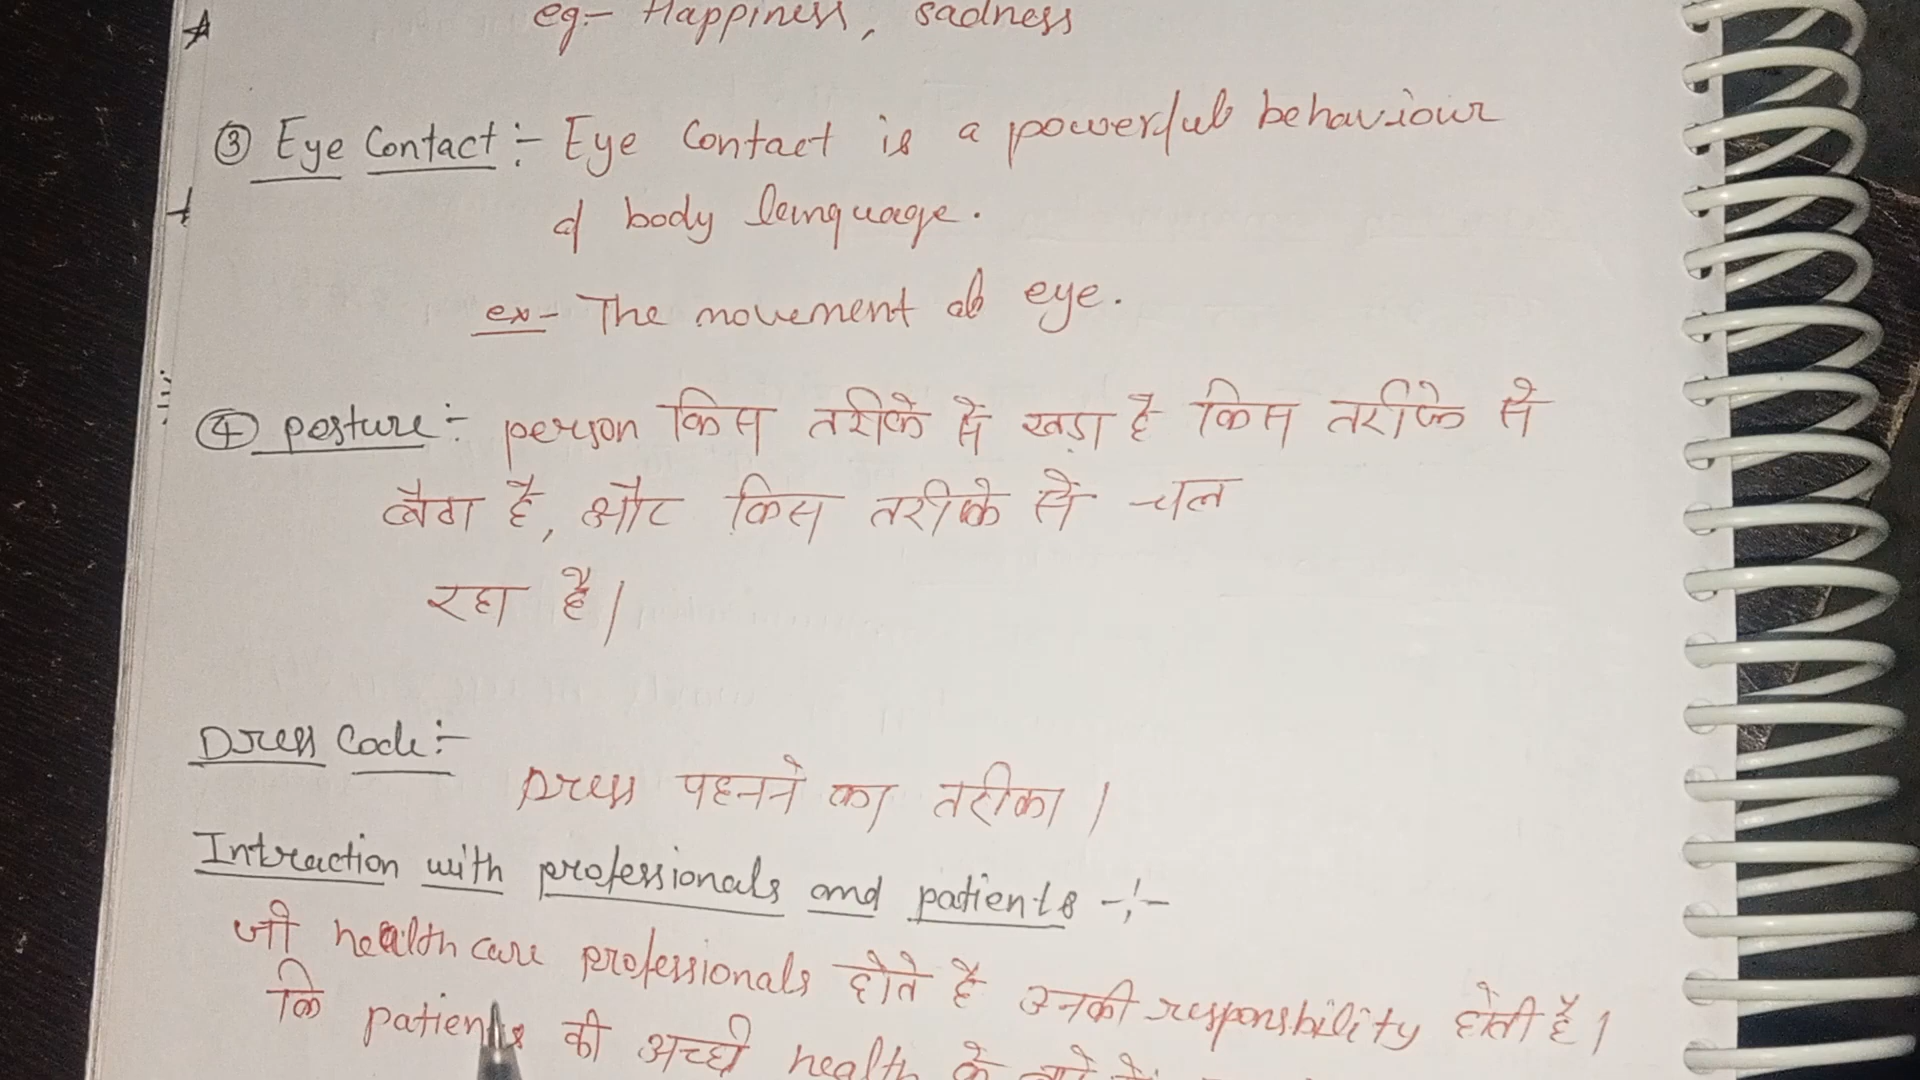 eg:- Happiness, sadness
③ Eye Contact :- Eye Contact is a powerful behaviour
of body language.
ex- The movement of eye.
④ posture :- person किस तरीके से खड़ा है किस तरीके से
बैठा है, और किस तरीके से चल
रहा है।
Dress Code :-
Dress पहनने का तरीका।
Intraction with professionals and patients -:-
जो health care professionals होते है उनकी responsbility होती है।
कि patients की अच्छी health के बारे में